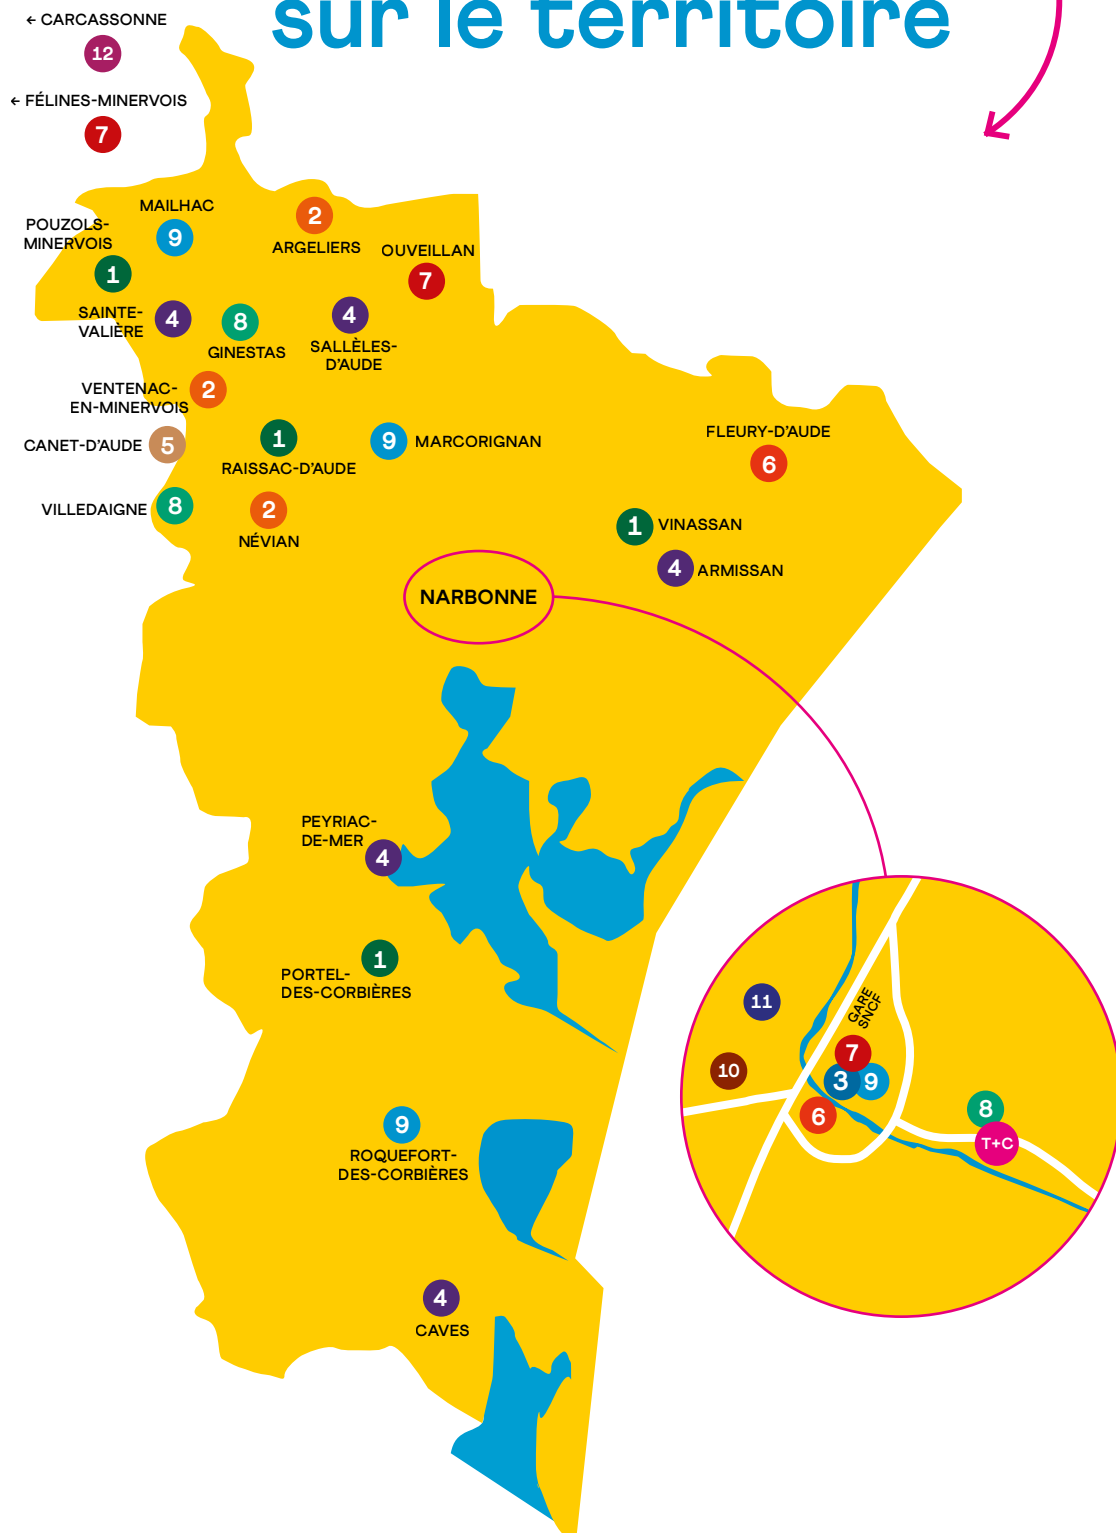 sur le territoire
← CARCASSONNE
12
← FÉLINES-MINERVOIS
7
MAILHAC
9
POUZOLS-
MINERVOIS
1
2
ARGELIERS
OUVEILLAN
7
SAINTE-
VALIÈRE
4
8
GINESTAS
4
SALLÈLES-
D'AUDE
VENTENAC-
EN-MINERVOIS
2
CANET-D'AUDE
5
1
RAISSAC-D'AUDE
9
MARCORIGNAN
FLEURY-D'AUDE
6
VILLEDAIGNE
8
2
NÉVIAN
1
VINASSAN
4
ARMISSAN
NARBONNE
PEYRIAC-
DE-MER
4
1
PORTEL-
DES-CORBIÈRES
11
GARE
SNCF
7
10
3
9
6
8
T+C
9
ROQUEFORT-
DES-CORBIÈRES
4
CAVES